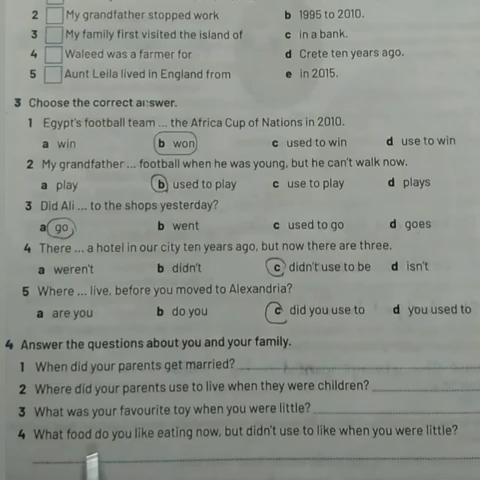 2 My grandfather stopped work b 1995 to 2010.
3 My family first visited the island of c in a bank.
4 Waleed was a farmer for d Crete ten years ago.
5 Aunt Leila lived in England from e in 2015.
3 Choose the correct answer.
1 Egypt's football team ... the Africa Cup of Nations in 2010.
a win b won c used to win d use to win
2 My grandfather ... football when he was young, but he can't walk now.
a play b used to play c use to play d plays
3 Did Ali ... to the shops yesterday?
a go b went c used to go d goes
4 There ... a hotel in our city ten years ago, but now there are three.
a weren't b didn't c didn't use to be d isn't
5 Where ... live, before you moved to Alexandria?
a are you b do you c did you use to d you used to
4 Answer the questions about you and your family.
1 When did your parents get married?
2 Where did your parents use to live when they were children?
3 What was your favourite toy when you were little?
4 What food do you like eating now, but didn't use to like when you were little?